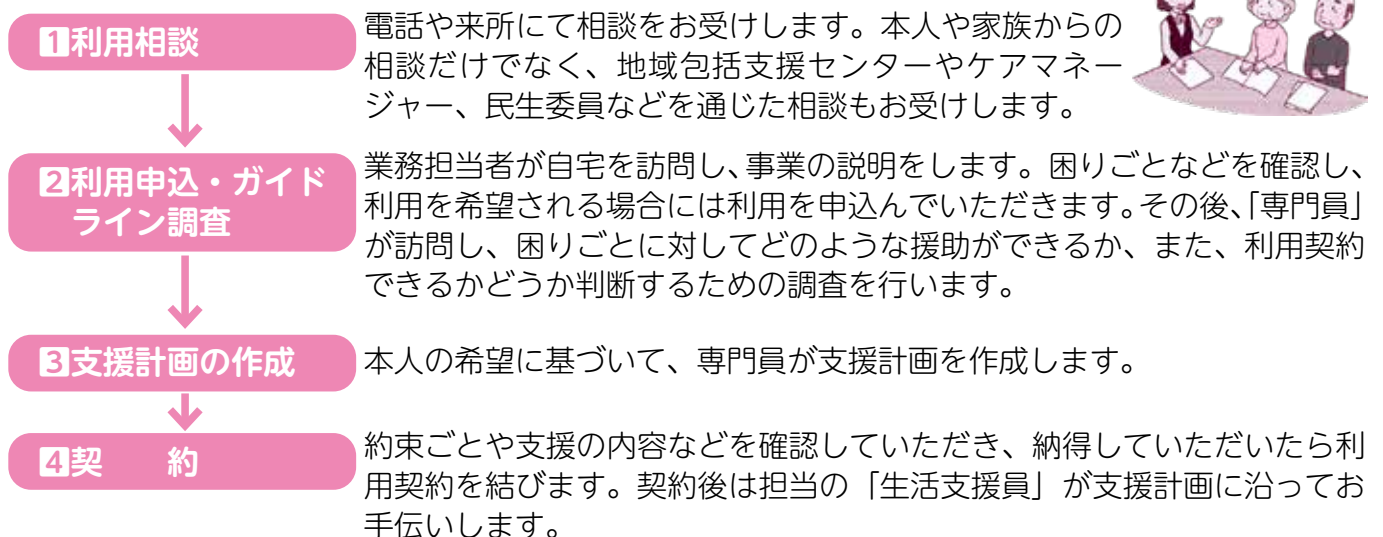 1利用相談
電話や来所にて相談をお受けします。本人や家族からの
相談だけでなく、地域包括支援センターやケアマネー
ジャー、民生委員などを通じた相談もお受けします。
2利用申込・ガイド
ライン調査
業務担当者が自宅を訪問し、事業の説明をします。困りごとなどを確認し、
利用を希望される場合には利用を申込んでいただきます。その後、「専門員」
が訪問し、困りごとに対してどのような援助ができるか、また、利用契約
できるかどうか判断するための調査を行います。
3支援計画の作成
本人の希望に基づいて、専門員が支援計画を作成します。
4契　約
約束ごとや支援の内容などを確認していただき、納得していただいたら利
用契約を結びます。契約後は担当の「生活支援員」が支援計画に沿ってお
手伝いします。